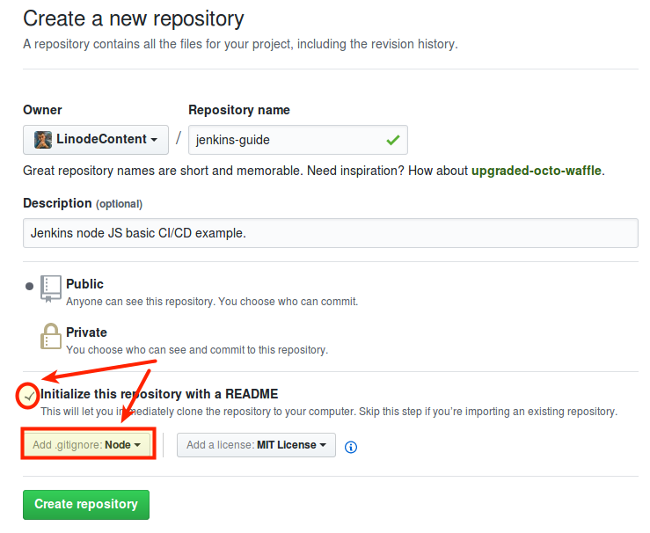 Create a new repository
A repository contains all the files for your project, including the revision history.
Owner
Repository name
LinodeContent
/
jenkins-guide
Great repository names are short and memorable. Need inspiration? How about upgraded-octo-waffle.
Description (optional)
Jenkins node JS basic CI/CD example.
Public
Anyone can see this repository. You choose who can commit.
Private
You choose who can see and commit to this repository.
Initialize this repository with a README
This will let you immediately clone the repository to your computer. Skip this step if you're importing an existing repository.
Add .gitignore: Node
Add a license: MIT License
Create repository